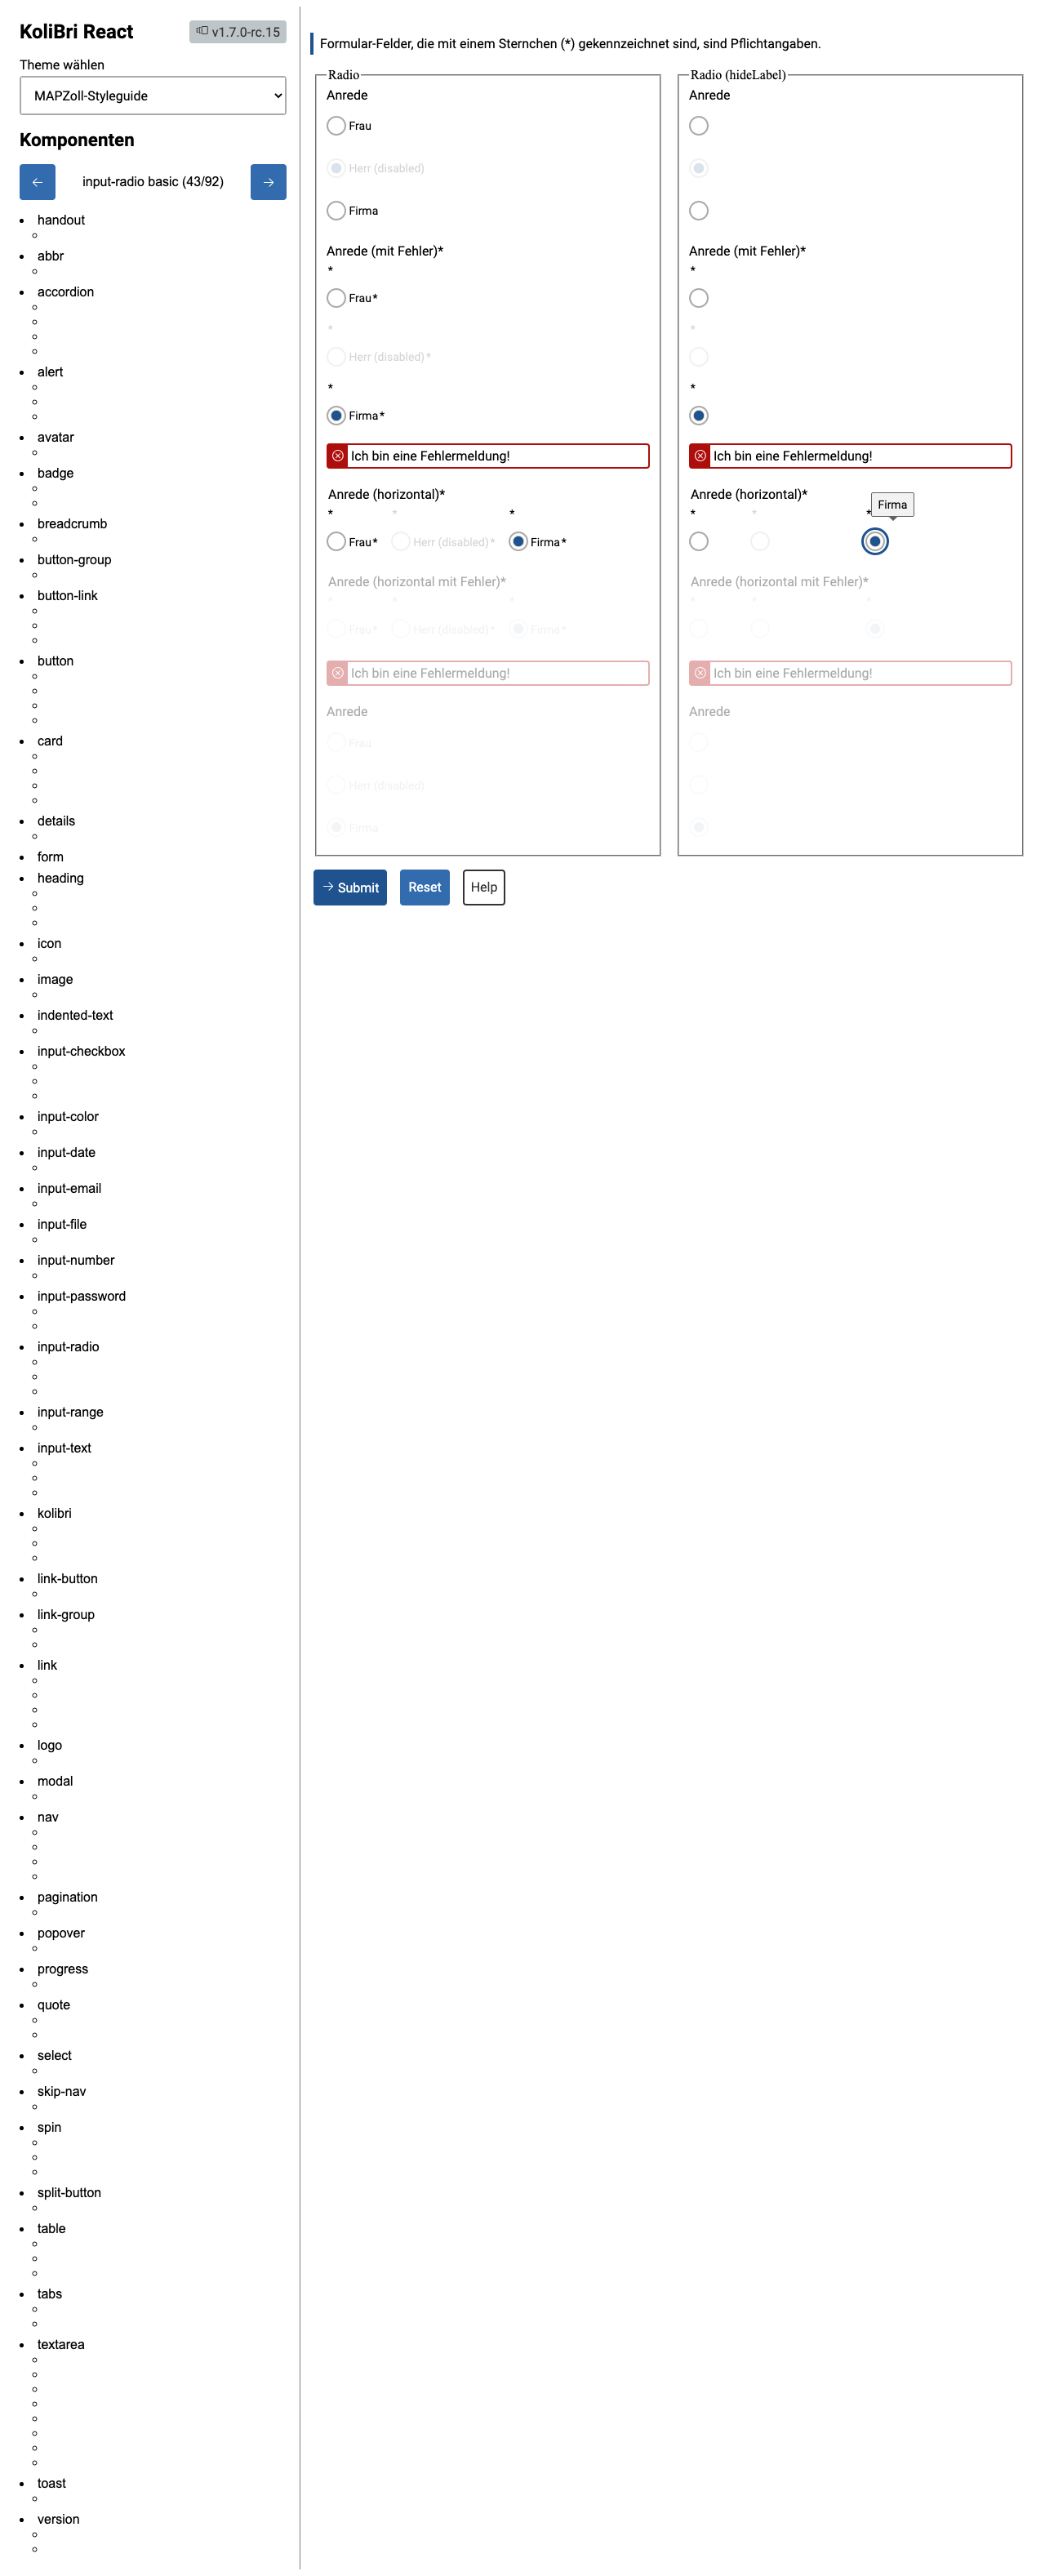 KoliBri React
v1.7.0-rc.15
Theme wählen
MAPZoll-Styleguide
Komponenten
← input-radio basic (43/92) →
handout
abbr
accordion
alert
avatar
badge
breadcrumb
button-group
button-link
button
card
details
form
heading
icon
image
indented-text
input-checkbox
input-color
input-date
input-email
input-file
input-number
input-password
input-radio
input-range
input-text
kolibri
link-button
link-group
link
logo
modal
nav
pagination
popover
progress
quote
select
skip-nav
spin
split-button
table
tabs
textarea
toast
version
Formular-Felder, die mit einem Sternchen (*) gekennzeichnet sind, sind Pflichtangaben.
Radio
Anrede
Frau
Herr (disabled)
Firma
Anrede (mit Fehler)*
*
Frau*
*
Herr (disabled)*
*
Firma*
Ich bin eine Fehlermeldung!
Anrede (horizontal)*
* * *
Frau* Herr (disabled)* Firma*
Anrede (horizontal mit Fehler)*
* * *
Frau* Herr (disabled)* Firma*
Ich bin eine Fehlermeldung!
Anrede
Frau
Herr (disabled)
Firma
Radio (hideLabel)
Anrede
Anrede (mit Fehler)*
*
*
*
Ich bin eine Fehlermeldung!
Anrede (horizontal)*
Firma
* * *
Anrede (horizontal mit Fehler)*
* * *
Ich bin eine Fehlermeldung!
Anrede
→ Submit
Reset
Help